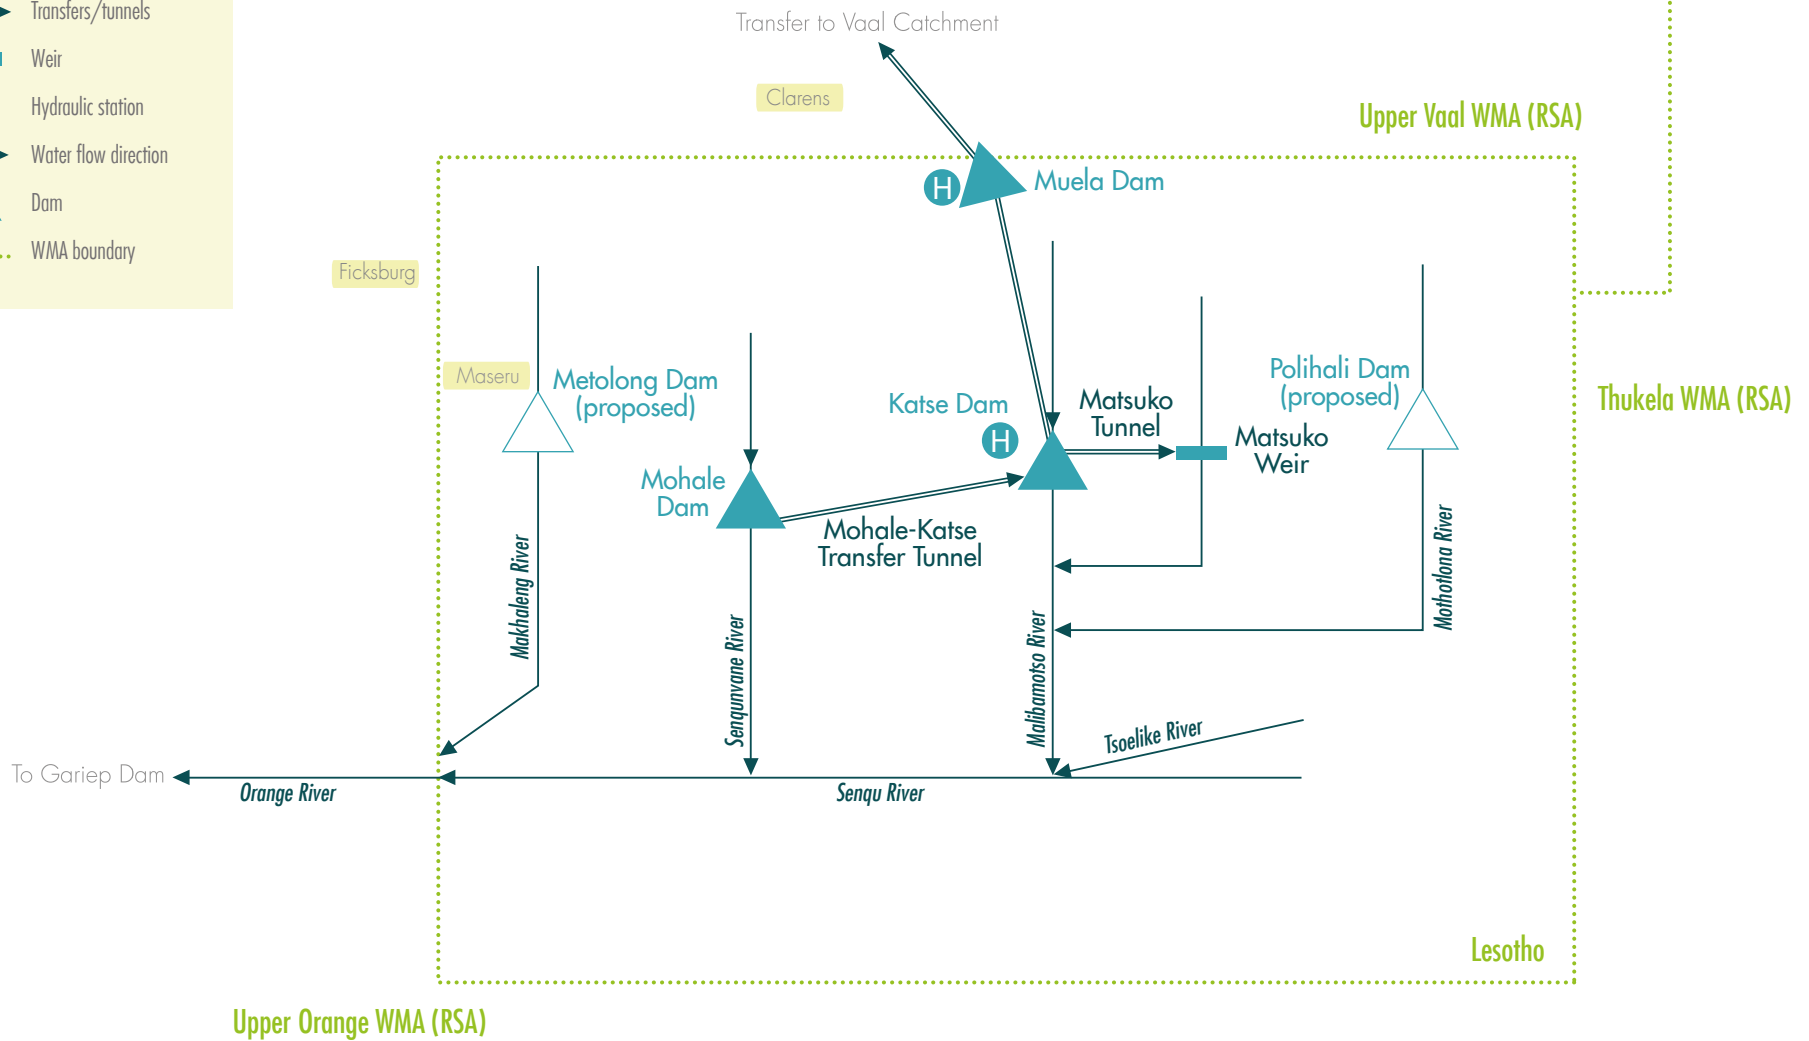 Transfers/tunnels
Weir
Hydraulic station
Water flow direction
Dam
WMA boundary
Transfer to Vaal Catchment
Clarens
Upper Vaal WMA (RSA)
H
Muela Dam
Ficksburg
Maseru
Metolong Dam
(proposed)
Katse Dam
H
Matsuko
Tunnel
Matsuko
Weir
Polihali Dam
(proposed)
Thukela WMA (RSA)
Mohale
Dam
Mohale-Katse
Transfer Tunnel
Makhaleng River
Senqunvane River
Malibamotso River
Mothotlona River
Tsoelike River
To Gariep Dam
Orange River
Senqu River
Lesotho
Upper Orange WMA (RSA)